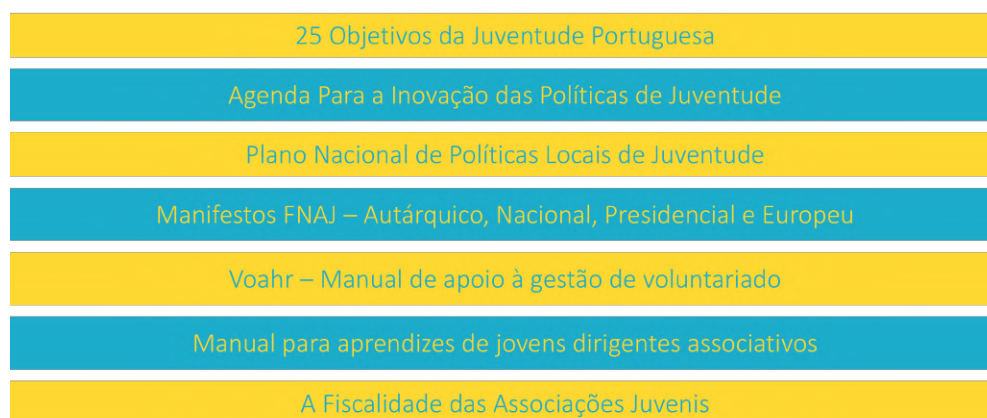 25 Objetivos da Juventude Portuguesa
Agenda Para a Inovação das Políticas de Juventude
Plano Nacional de Políticas Locais de Juventude
Manifestos FNAJ – Autárquico, Nacional, Presidencial e Europeu
Voahr – Manual de apoio à gestão de voluntariado
Manual para aprendizes de jovens dirigentes associativos
A Fiscalidade das Associações Juvenis